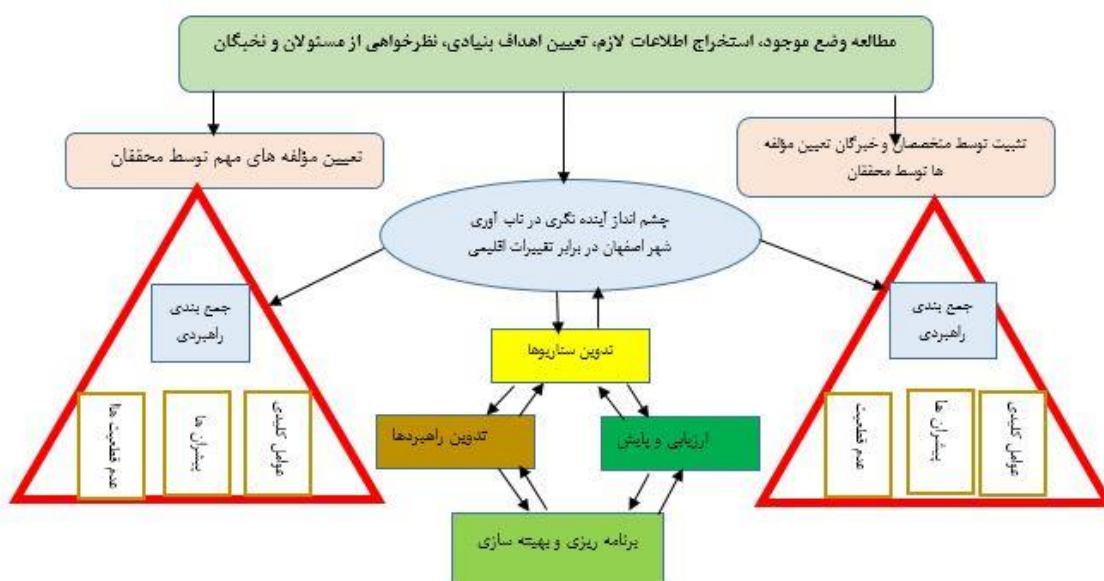 مطالعه وضع موجود، استخراج اطلاعات لازم، تعیین اهداف بنیادی، نظرخواهی از مسئولان و نخبگان
تثبیت توسط متخصصان و خبرگان تعیین مؤلفه
ها توسط محققان
تعیین مؤلفه های مهم توسط محققان
چشم انداز آینده نگری در تاب آوری
شهر اصفهان در برابر تغییرات اقلیمی
جمع بندی
راهبردی
عوامل کلیدی
پیشران ها
عدم قطعیت
تدوین سناریوها
ارزیابی و پایش
تدوین راهبردها
برنامه ریزی و بهینه سازی
جمع بندی
راهبردی
عوامل کلیدی
پیشران ها
عدم قطعیت ها